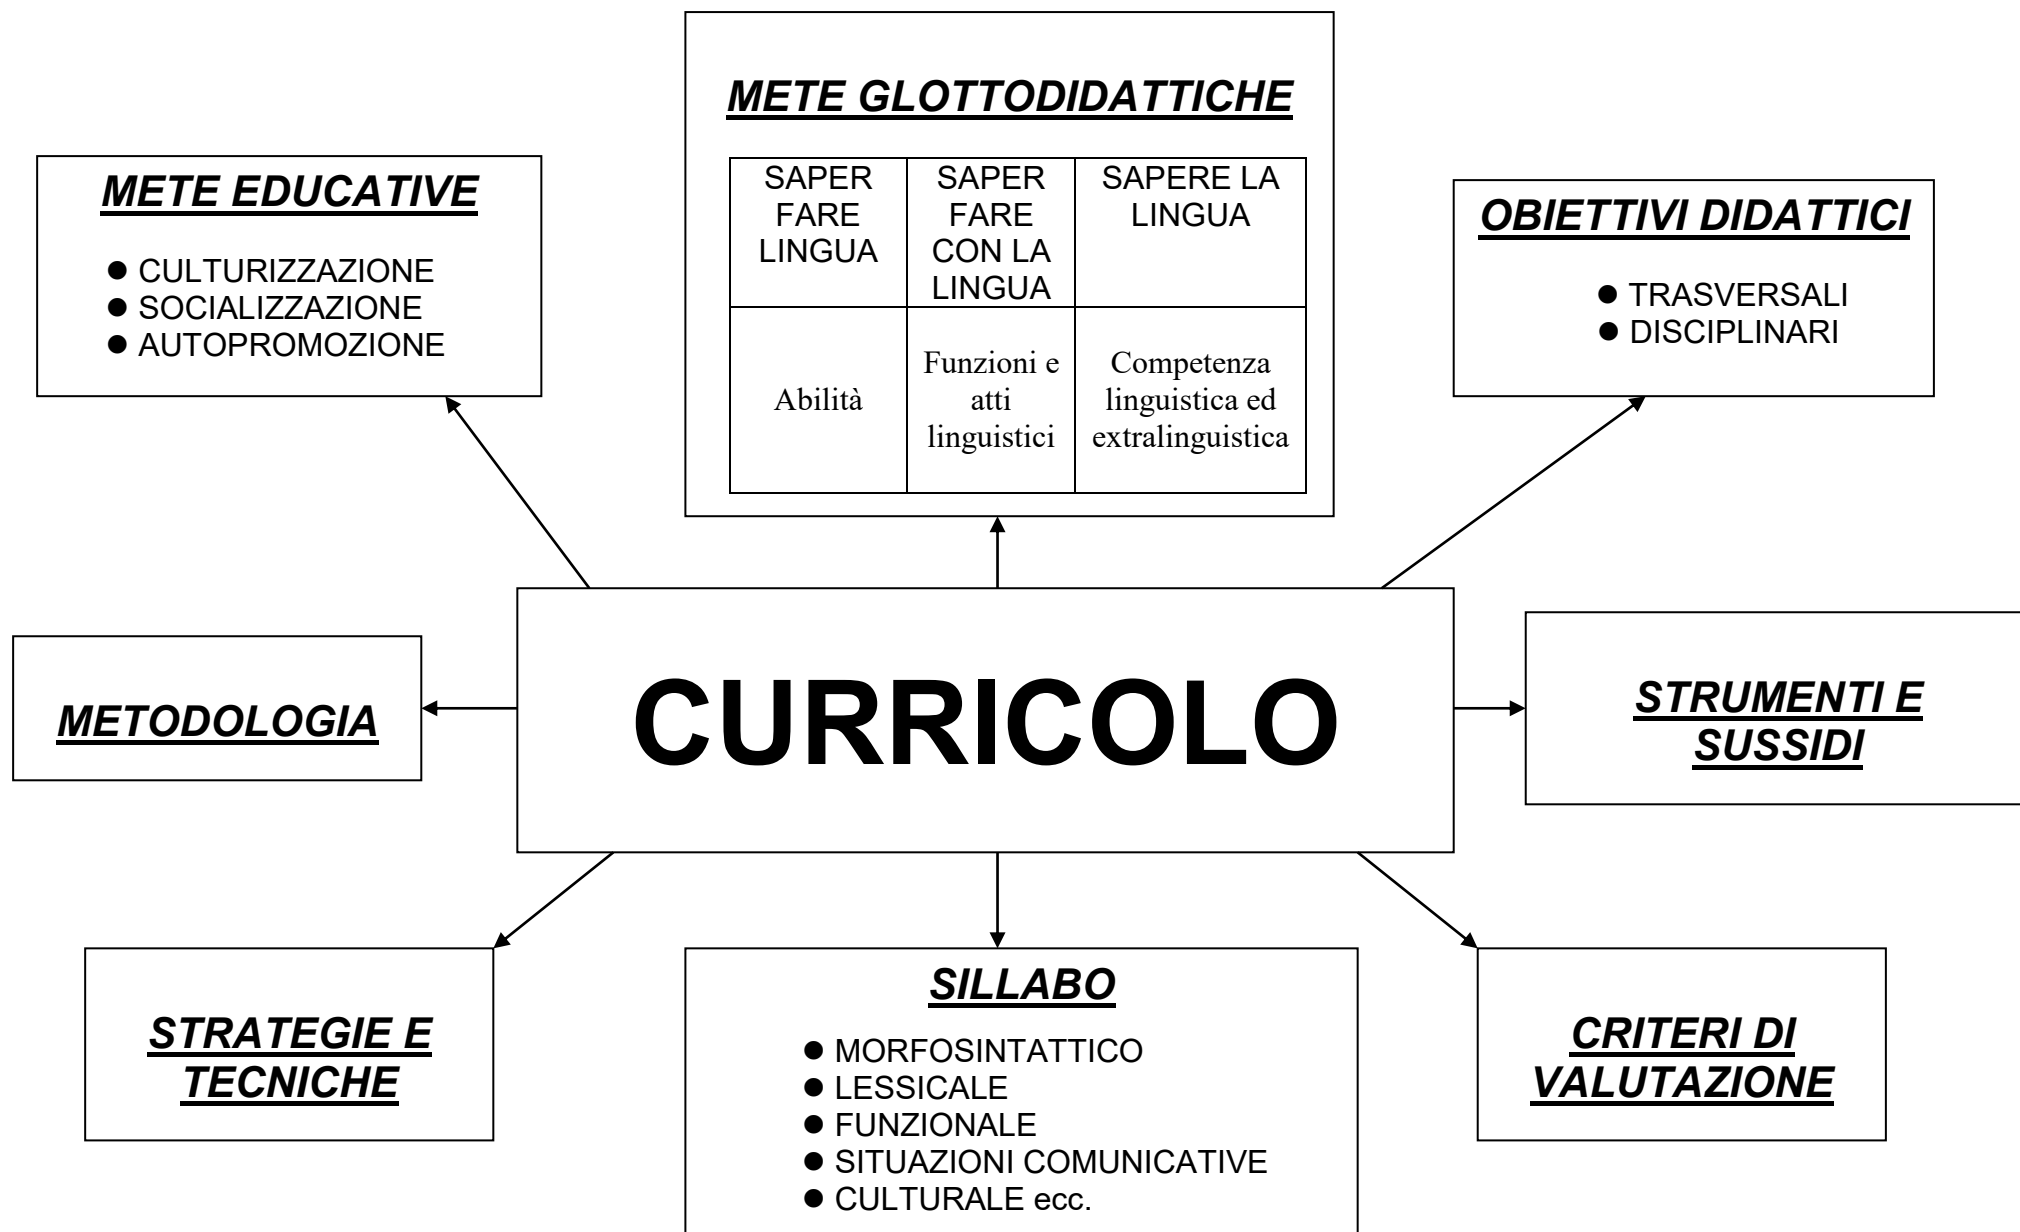 METE GLOTTODIDATTICHE
SAPER
FARE
LINGUA
SAPER
FARE
CON LA
LINGUA
SAPERE LA
LINGUA
Abilità
Funzioni e
atti
linguistici
Competenza
linguistica ed
extralinguistica
METE EDUCATIVE
● CULTURIZZAZIONE
● SOCIALIZZAZIONE
● AUTOPROMOZIONE
OBIETTIVI DIDATTICI
● TRASVERSALI
● DISCIPLINARI
METODOLOGIA
CURRICOLO
STRUMENTI E
SUSSIDI
STRATEGIE E
TECNICHE
SILLABO
● MORFOSINTATTICO
● LESSICALE
● FUNZIONALE
● SITUAZIONI COMUNICATIVE
● CULTURALE ecc.
CRITERI DI
VALUTAZIONE